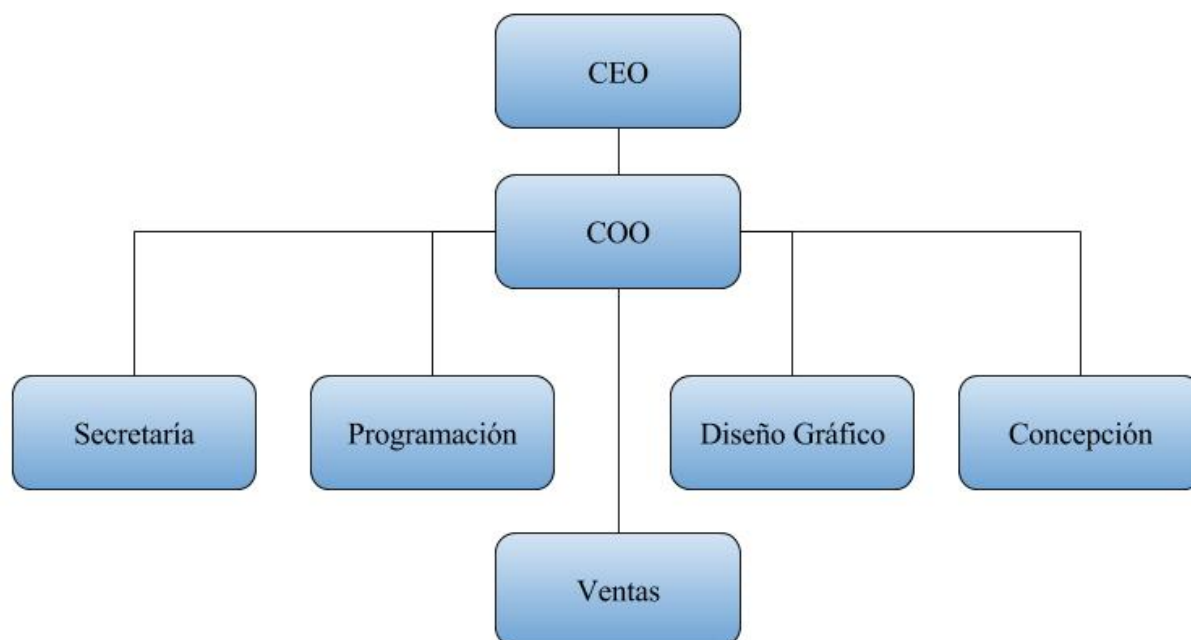 CEO
COO
Secretaría
Programación
Diseño Gráfico
Concepción
Ventas